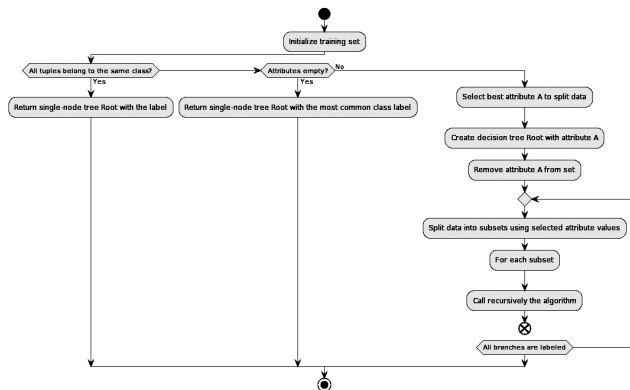 Initialize training set
All tuples belong to the same class?
Attributes empty?
No
Yes
Yes
Select best attribute A to split data
Return single-node tree Root with the label
Return single-node tree Root with the most common class label
Create decision tree Root with attribute A
Remove attribute A from set
Split data into subsets using selected attribute values
For each subset
Call recursively the algorithm
All branches are labeled